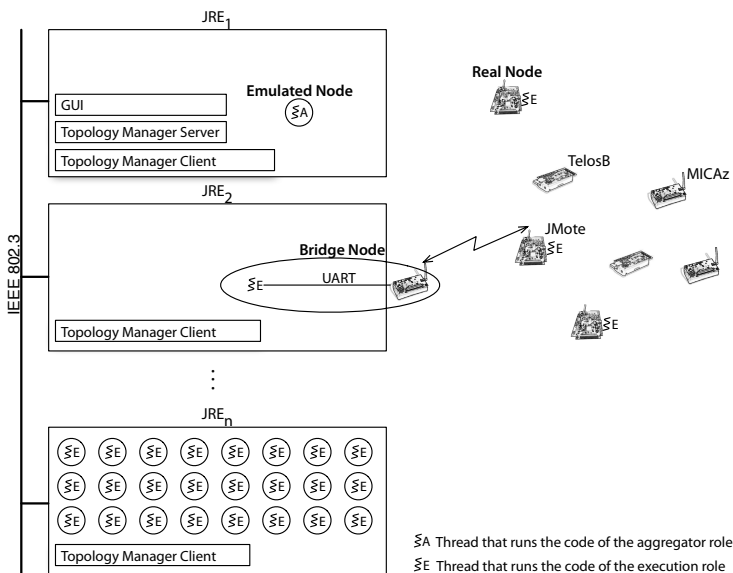 JRE1
GUI
Topology Manager Server
Topology Manager Client
Emulated Node
A
Real Node
E
TelosB
MICAz
JMote
E
E
IEEE 802.3
JRE2
Bridge Node
E
UART
Topology Manager Client
JREn
E E E E E E E E
E E E E E E E E
E E E E E E E E
Topology Manager Client
A Thread that runs the code of the aggregator role
E Thread that runs the code of the execution role